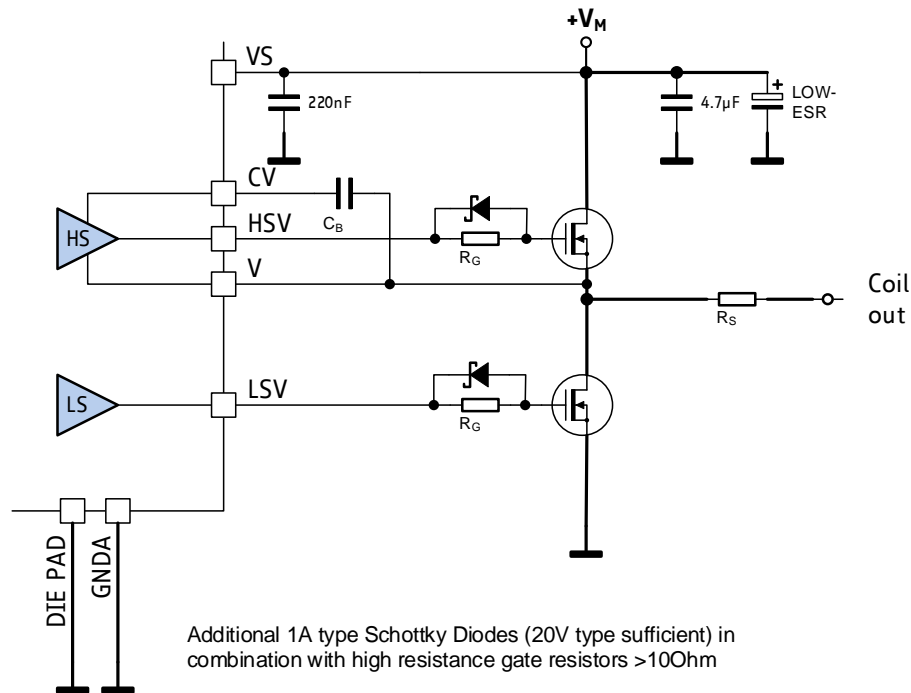 +VM
VS
220nF
4.7µF
+
LOW-
ESR
CV
CB
HS
HSV
RG
V
Coil
out
RS
LS
LSV
RG
DIE PAD
GNDA
Additional 1A type Schottky Diodes (20V type sufficient) in
combination with high resistance gate resistors >10Ohm